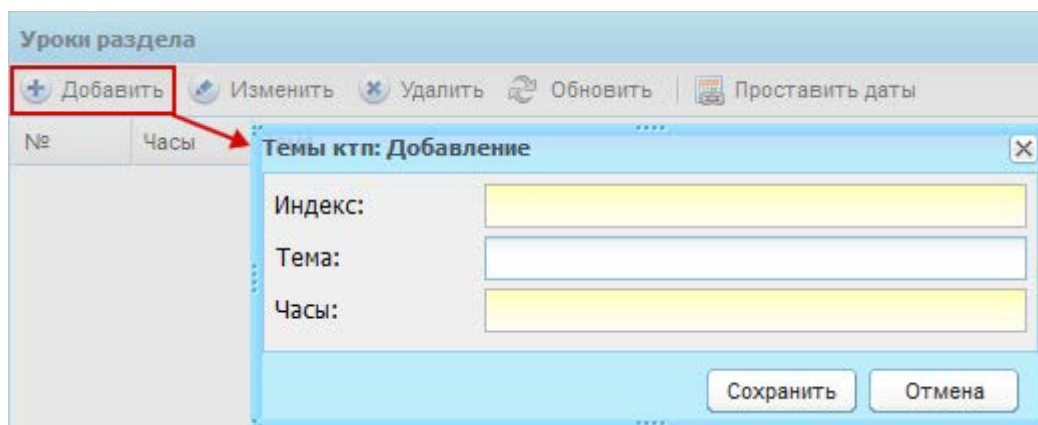 Уроки раздела
Добавить Изменить Удалить Обновить Проставить даты
№ Часы
Темы ктп: Добавление
Индекс:
Тема:
Часы:
Сохранить Отмена